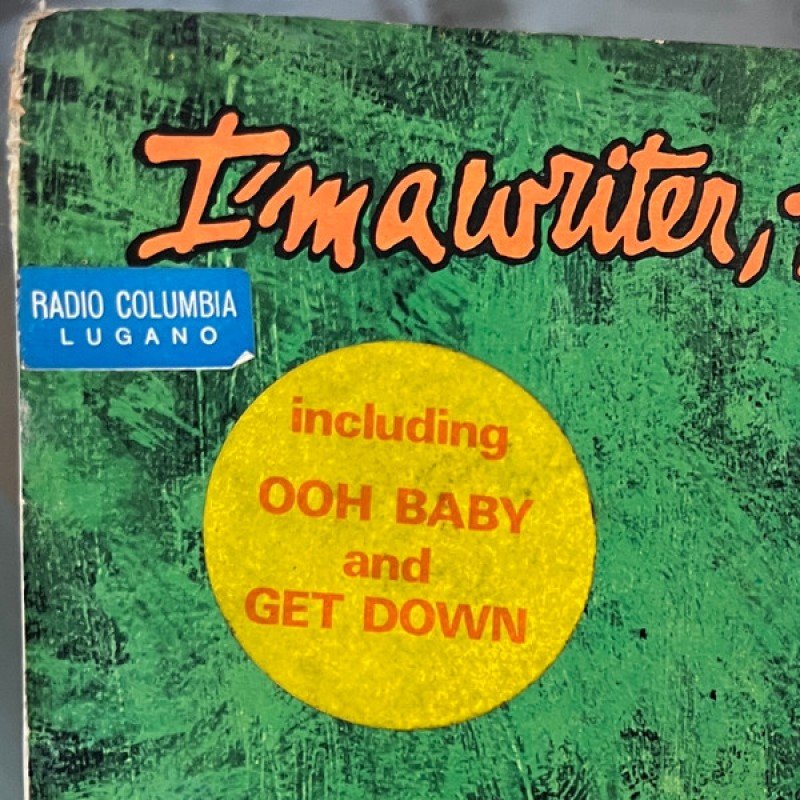 I'm a writer,
RADIO COLUMBIA
LUGANO
including
OOH BABY
and
GET DOWN